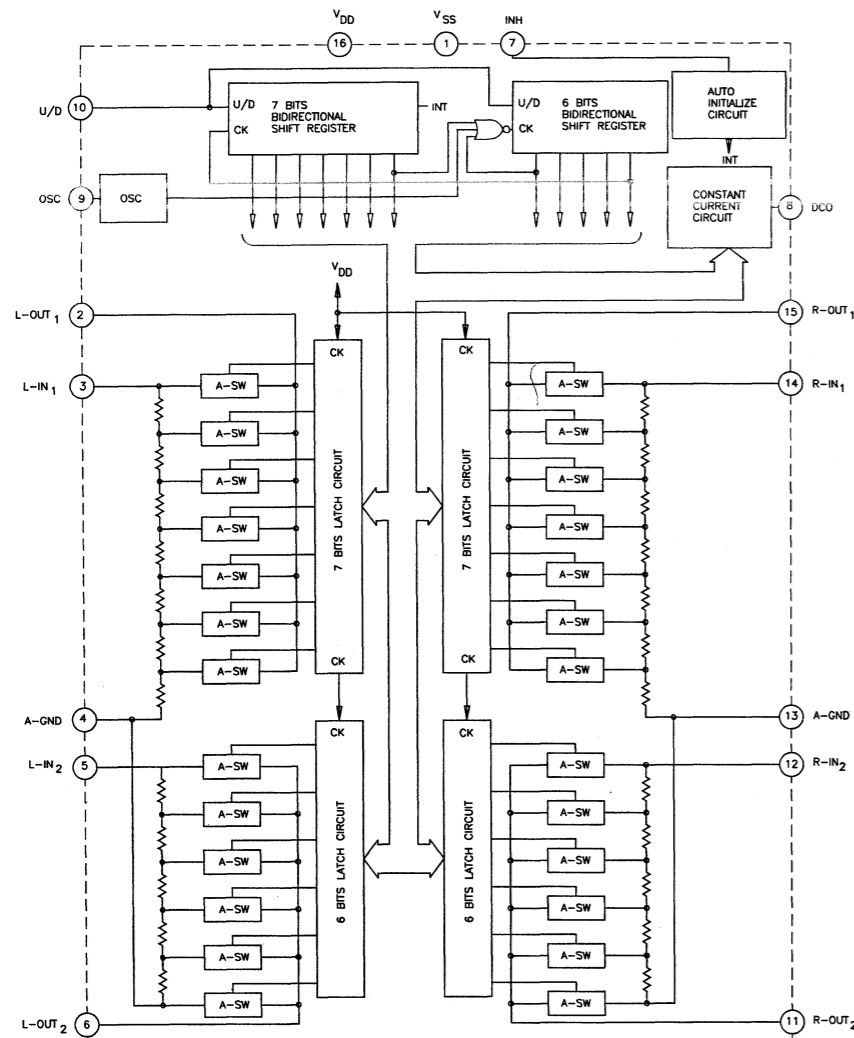 VDD
VSS
INH
16
1
7
U/D
10
U/D
7 BITS
BIDIRECTIONAL
SHIFT REGISTER
CK
INT
U/D
6 BITS
BIDIRECTIONAL
SHIFT REGISTER
CK
AUTO
INITIALIZE
CIRCUIT
INT
OSC
9
OSC
CONSTANT
CURRENT
CIRCUIT
8
DCO
VDD
L-OUT1
2
15
R-OUT1
L-IN1
3
14
R-IN1
CK
7 BITS LATCH CIRCUIT
CK
CK
7 BITS LATCH CIRCUIT
CK
A-SW
A-SW
A-SW
A-SW
A-SW
A-SW
A-SW
A-SW
A-SW
A-SW
A-SW
A-SW
A-SW
A-SW
A-GND
4
13
A-GND
L-IN2
5
12
R-IN2
CK
6 BITS LATCH CIRCUIT
CK
6 BITS LATCH CIRCUIT
A-SW
A-SW
A-SW
A-SW
A-SW
A-SW
A-SW
A-SW
A-SW
A-SW
A-SW
A-SW
L-OUT2
6
11
R-OUT2